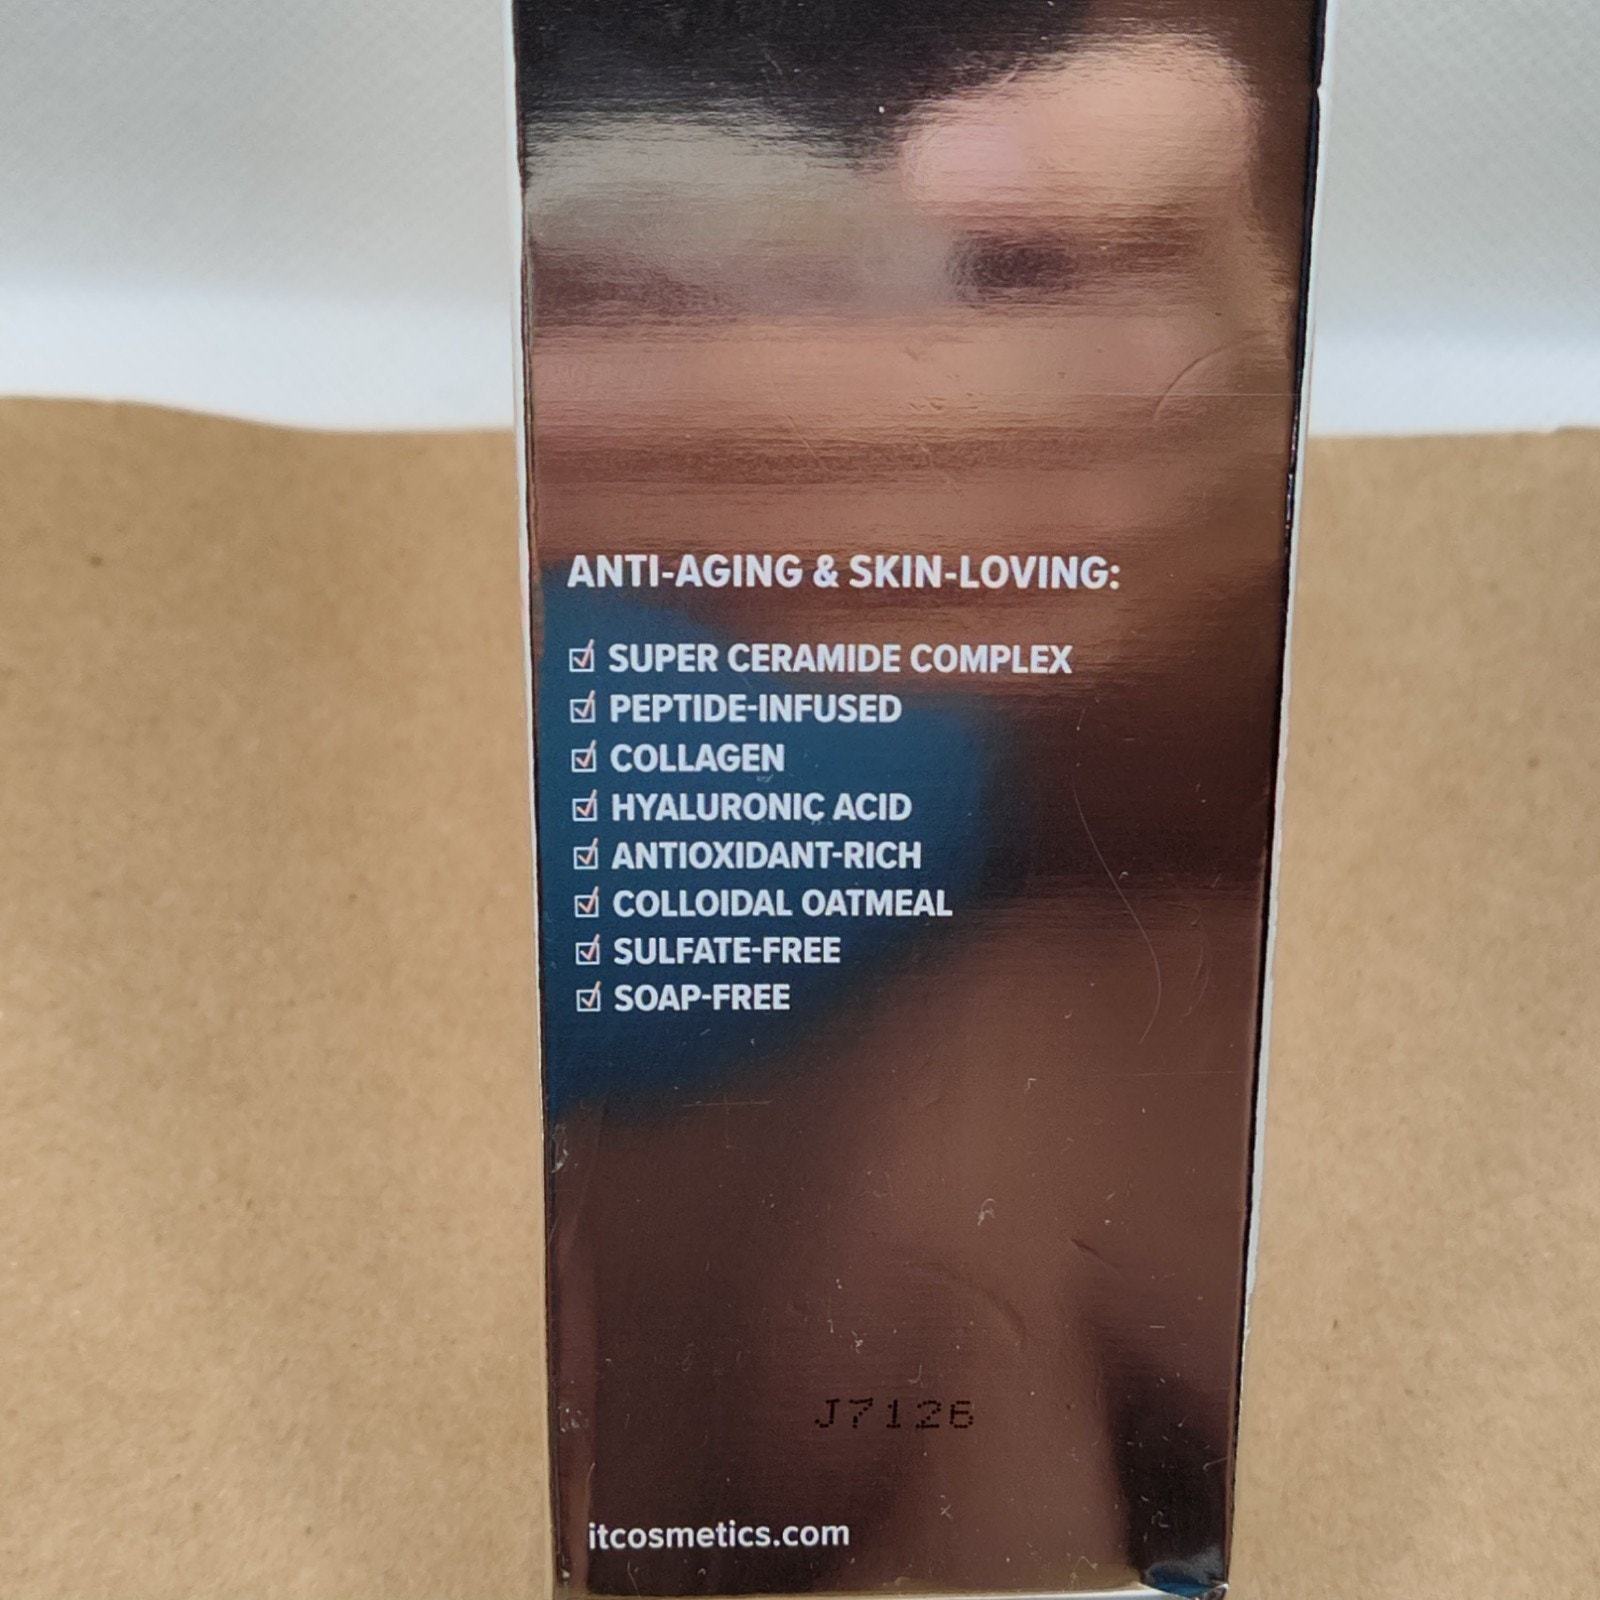 ANTI-AGING & SKIN-LOVING:
☑ SUPER CERAMIDE COMPLEX
☑ PEPTIDE-INFUSED
☑ COLLAGEN
☑ HYALURONIC ACID
☑ ANTIOXIDANT-RICH
☑ COLLOIDAL OATMEAL
☑ SULFATE-FREE
☑ SOAP-FREE
J7126
itcosmetics.com